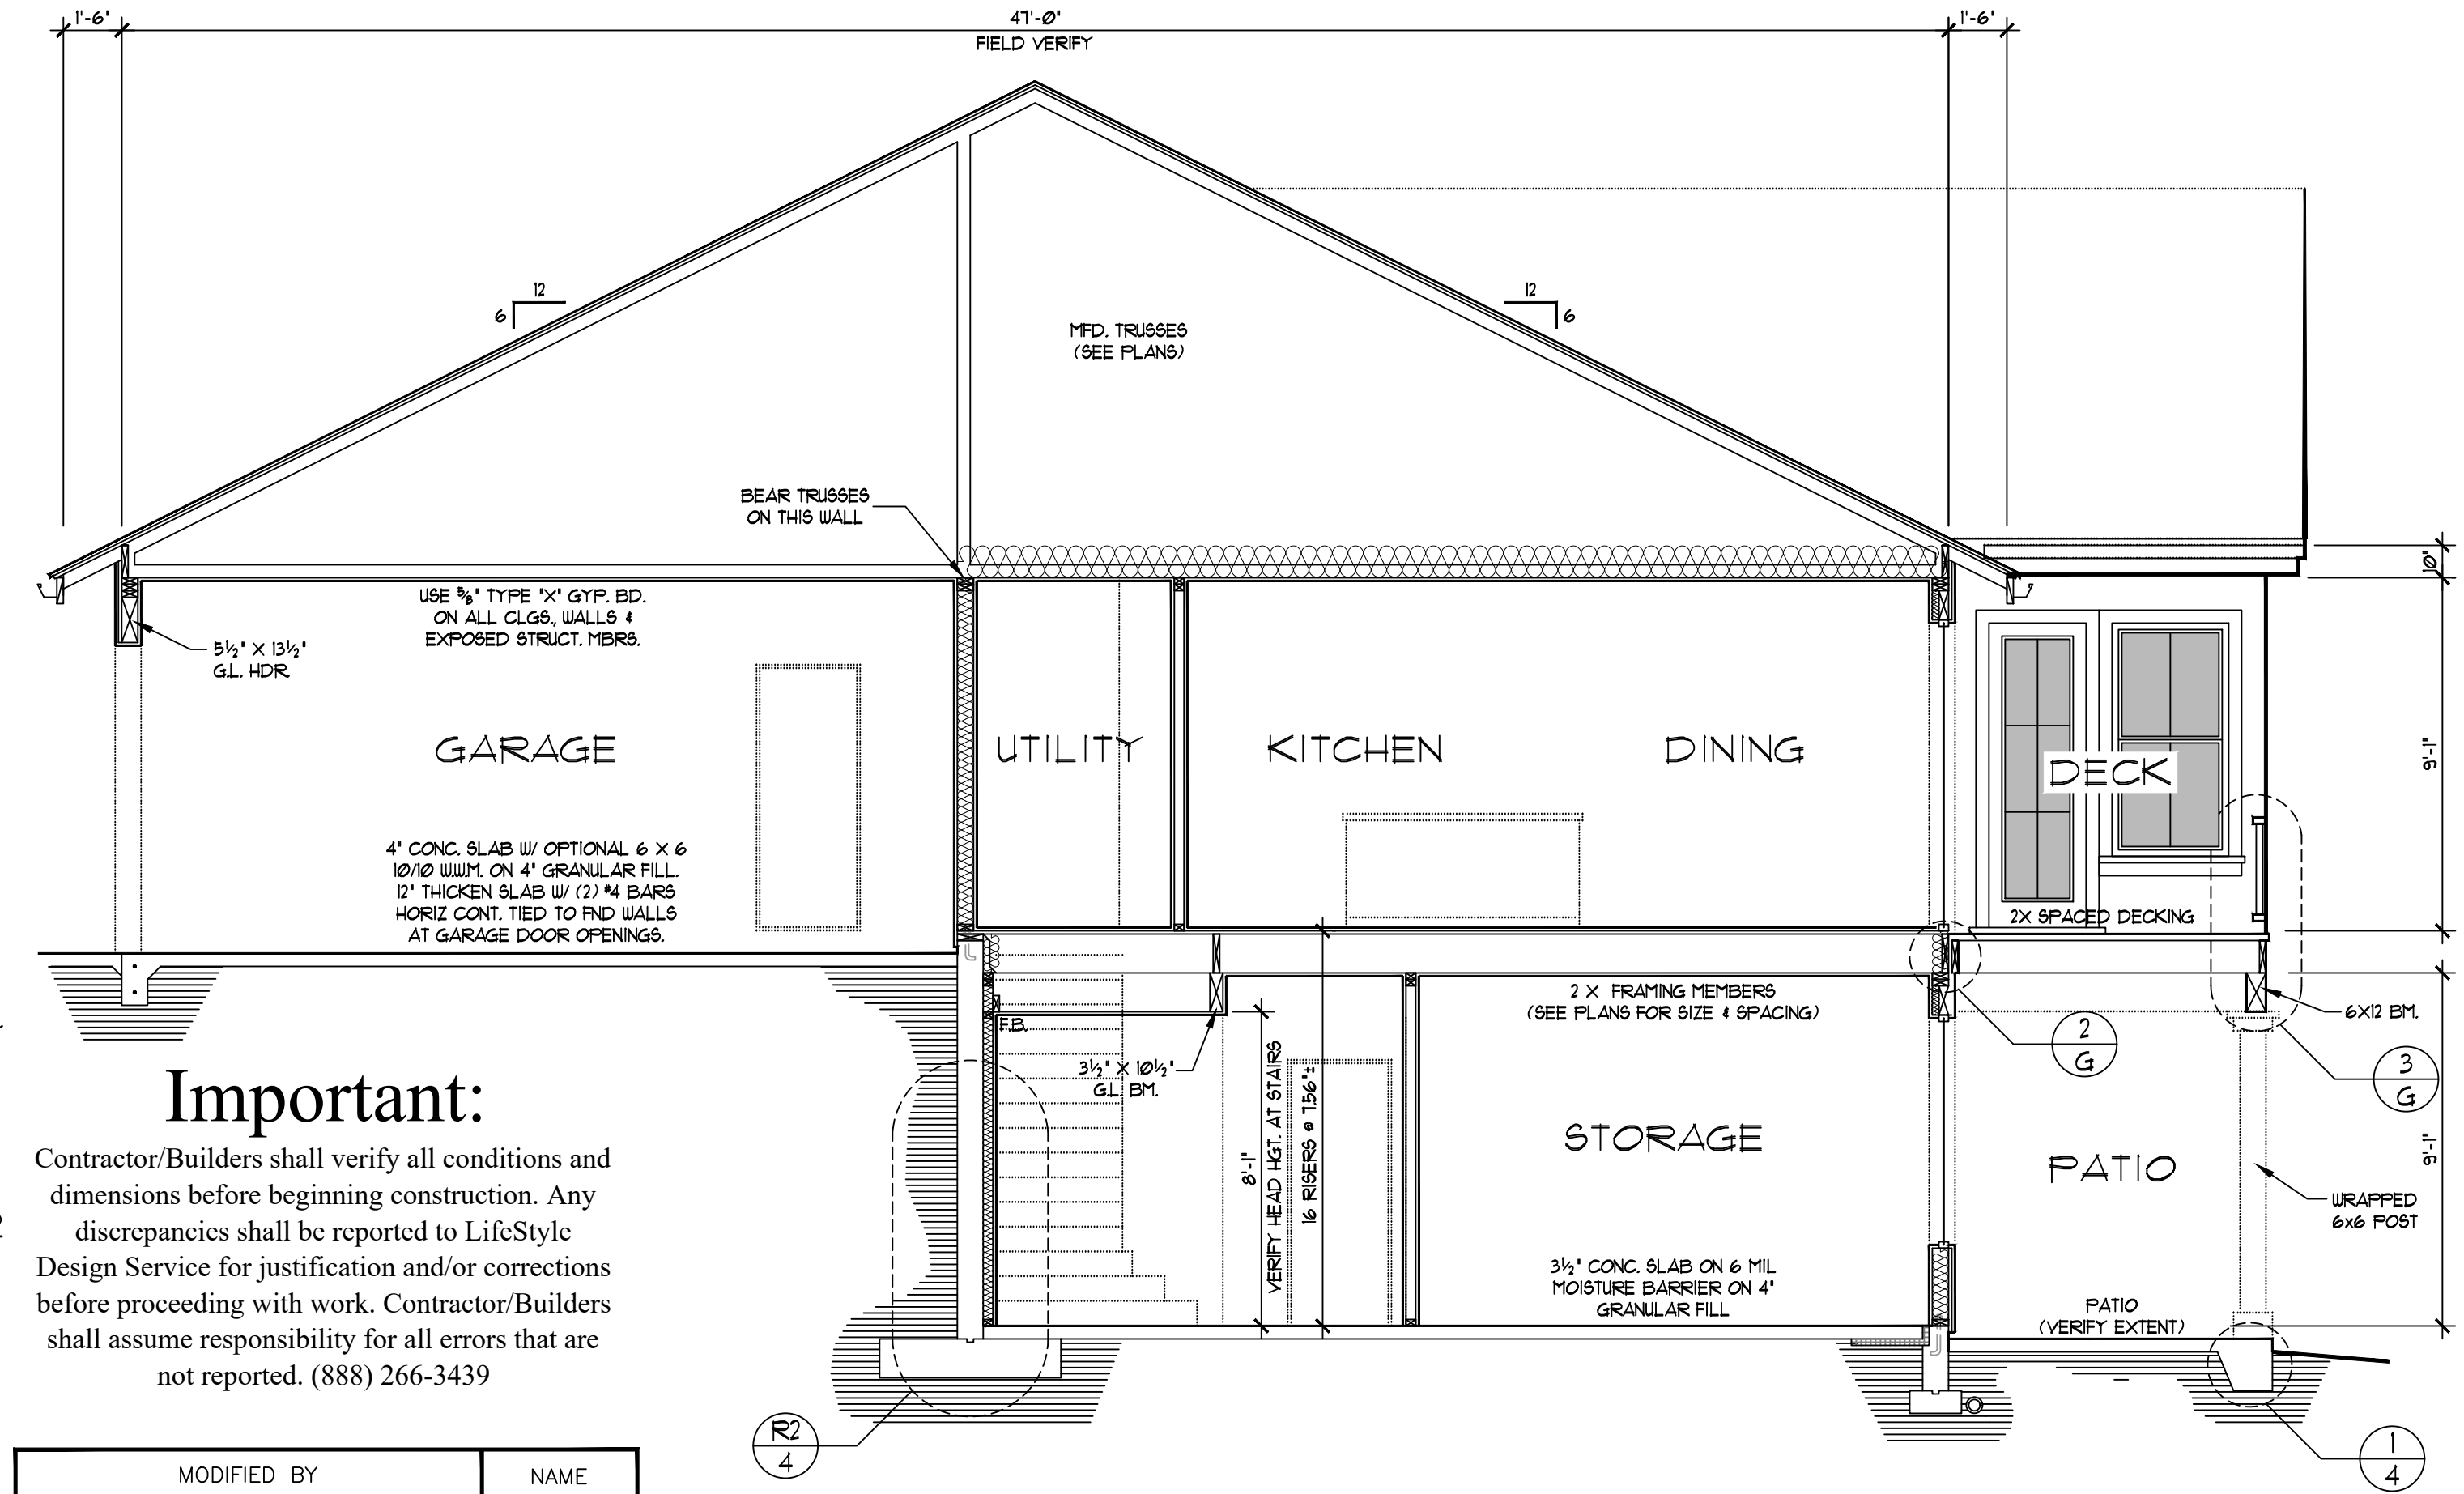 1'-6"
47'-0"
1'-6"
FIELD VERIFY
12
6
12
6
MFD. TRUSSES
(SEE PLANS)
BEAR TRUSSES
ON THIS WALL
10"
USE 5/8" TYPE "X" GYP. BD.
ON ALL CLGS., WALLS &
EXPOSED STRUCT. MBRS.
5½" X 13½"
G.L. HDR.
GARAGE
UTILITY
KITCHEN
DINING
DECK
9'-1"
4" CONC. SLAB W/ OPTIONAL 6 X 6
10/10 W.W.M. ON 4" GRANULAR FILL.
12" THICKEN SLAB W/ (2) #4 BARS
HORIZ CONT. TIED TO FND WALLS
AT GARAGE DOOR OPENINGS.
2X SPACED DECKING
2 X FRAMING MEMBERS
(SEE PLANS FOR SIZE & SPACING)
F.B.
6X12 BM.
2
G
3
G
3½" X 10½"
G.L. BM.
8'-1"
VERIFY HEAD HGT. AT STAIRS
16 RISERS @ 7.56"±
STORAGE
PATIO
9'-1"
WRAPPED
6x6 POST
3½" CONC. SLAB ON 6 MIL
MOISTURE BARRIER ON 4"
GRANULAR FILL
PATIO
(VERIFY EXTENT)
Important:
Contractor/Builders shall verify all conditions and
dimensions before beginning construction. Any
discrepancies shall be reported to LifeStyle
Design Service for justification and/or corrections
before proceeding with work. Contractor/Builders
shall assume responsibility for all errors that are
not reported. (888) 266-3439
R2
4
1
4
MODIFIED BY
NAME